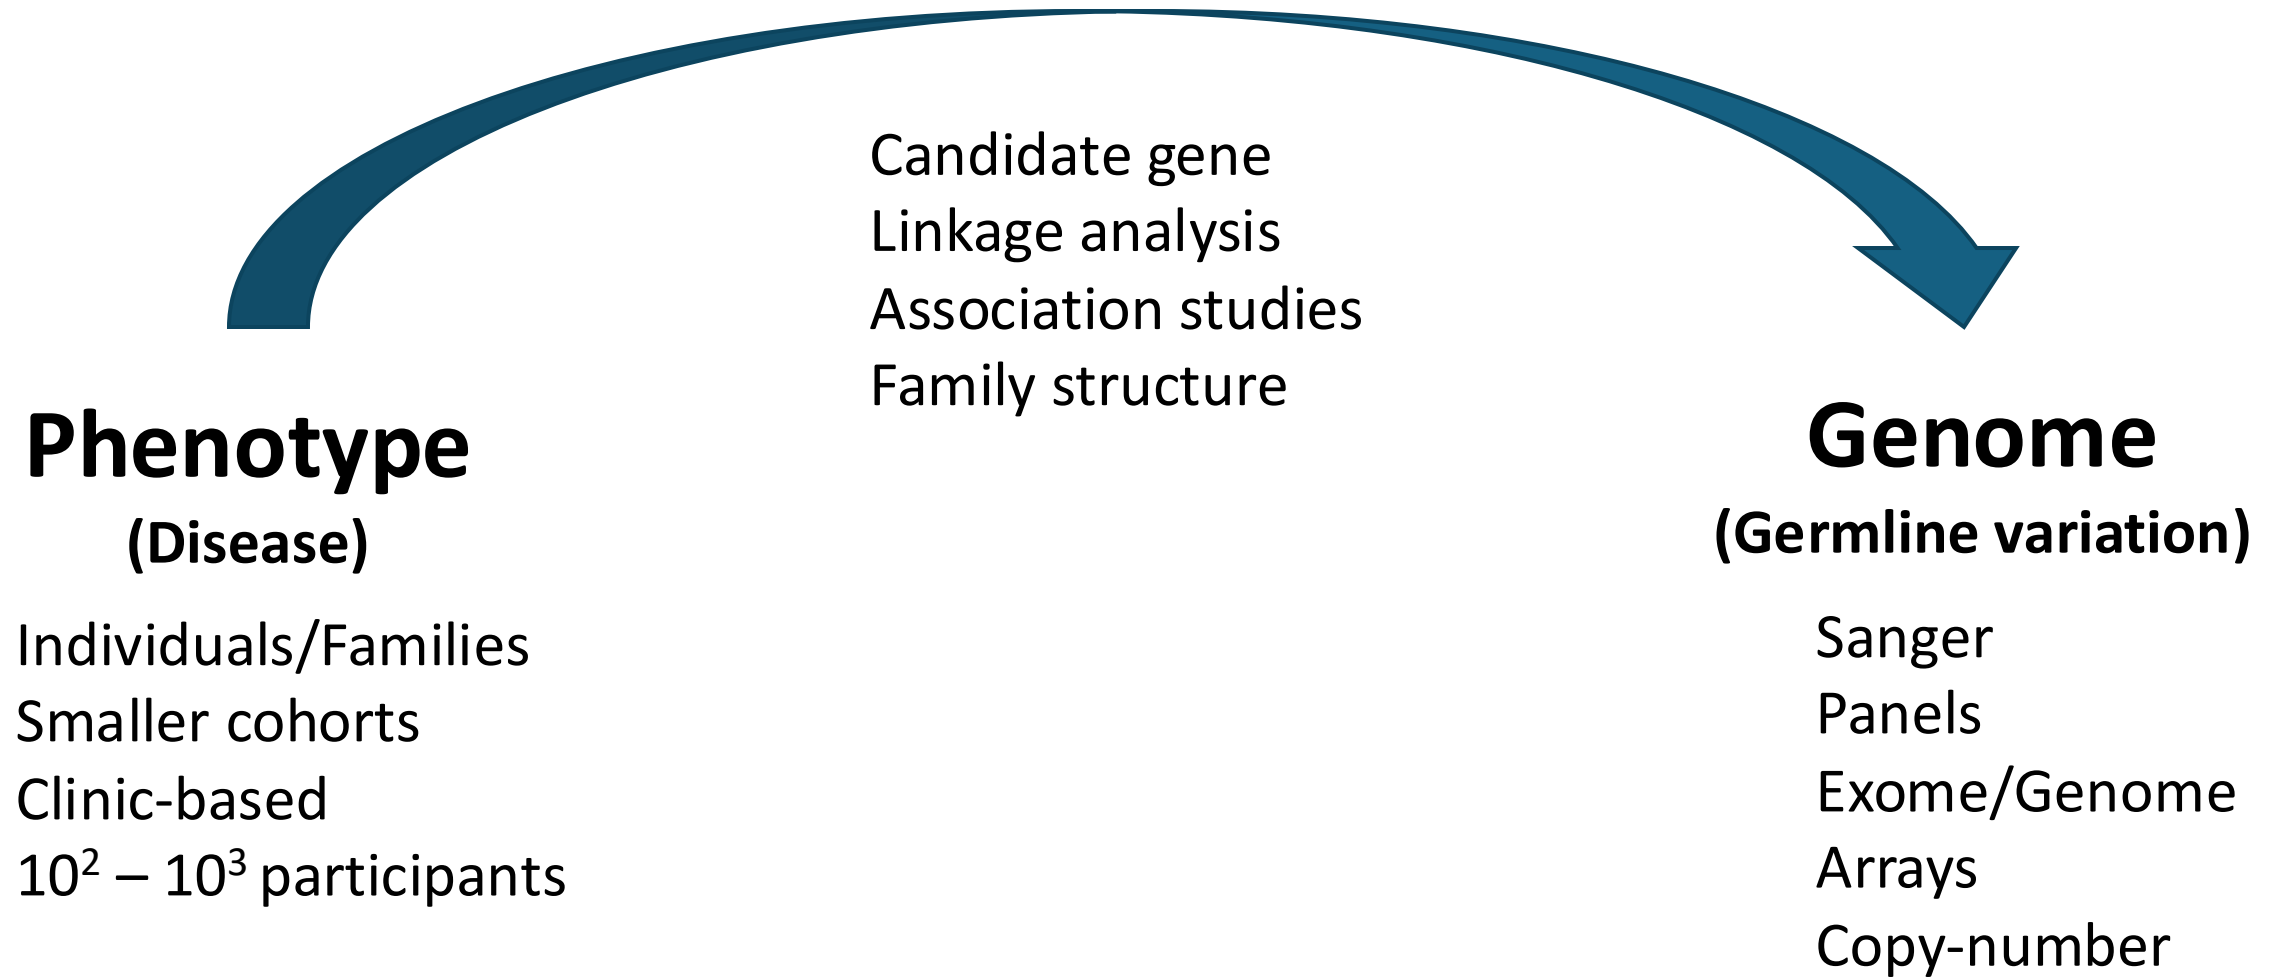 Candidate gene
Linkage analysis
Association studies
Family structure
Phenotype
(Disease)
Individuals/Families
Smaller cohorts
Clinic-based
10² – 10³ participants
Genome
(Germline variation)
Sanger
Panels
Exome/Genome
Arrays
Copy-number